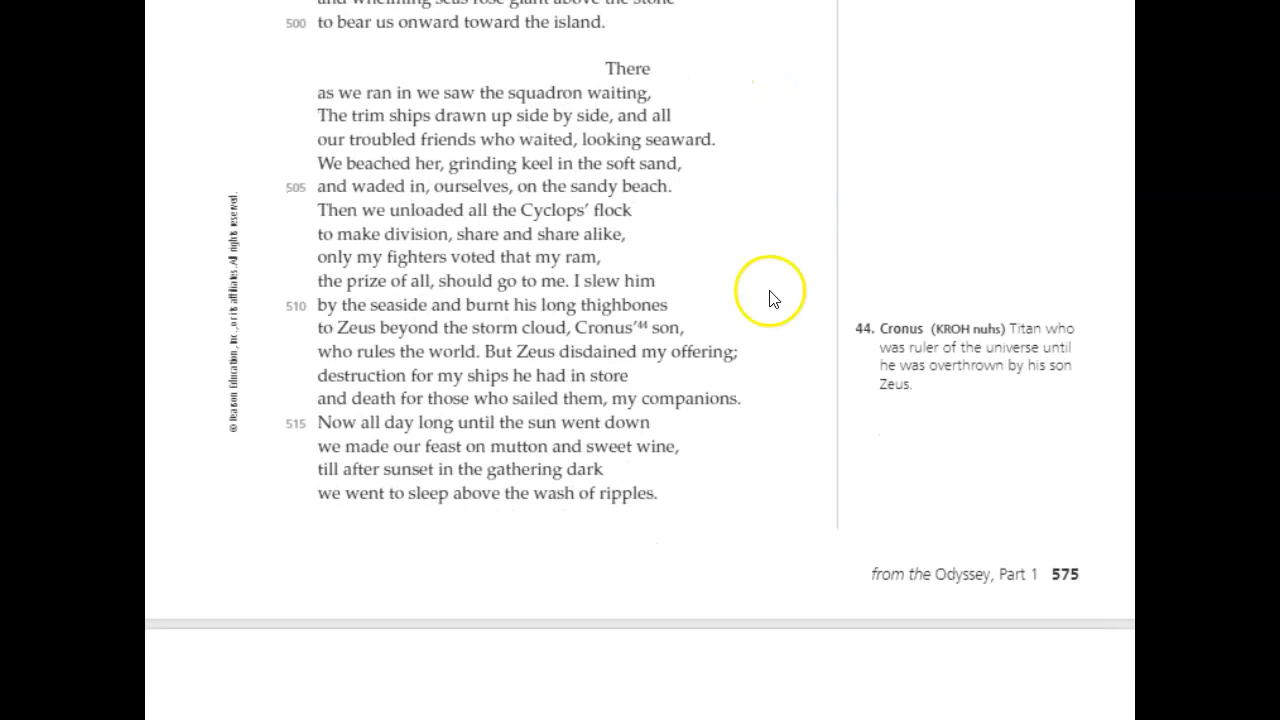 500 to bear us onward toward the island.
There
as we ran in we saw the squadron waiting,
The trim ships drawn up side by side, and all
our troubled friends who waited, looking seaward.
We beached her, grinding keel in the soft sand,
505 and waded in, ourselves, on the sandy beach.
Then we unloaded all the Cyclops’ flock
to make division, share and share alike,
only my fighters voted that my ram,
the prize of all, should go to me. I slew him
510 by the seaside and burnt his long thighbones
to Zeus beyond the storm cloud, Cronus’44 son,
who rules the world. But Zeus disdained my offering;
destruction for my ships he had in store
and death for those who sailed them, my companions.
515 Now all day long until the sun went down
we made our feast on mutton and sweet wine,
till after sunset in the gathering dark
we went to sleep above the wash of ripples.
44. Cronus (KROH nuhs) Titan who
was ruler of the universe until
he was overthrown by his son
Zeus.
© Pearson Education, Inc., or its affiliates. All rights reserved.
from the Odyssey, Part 1 575